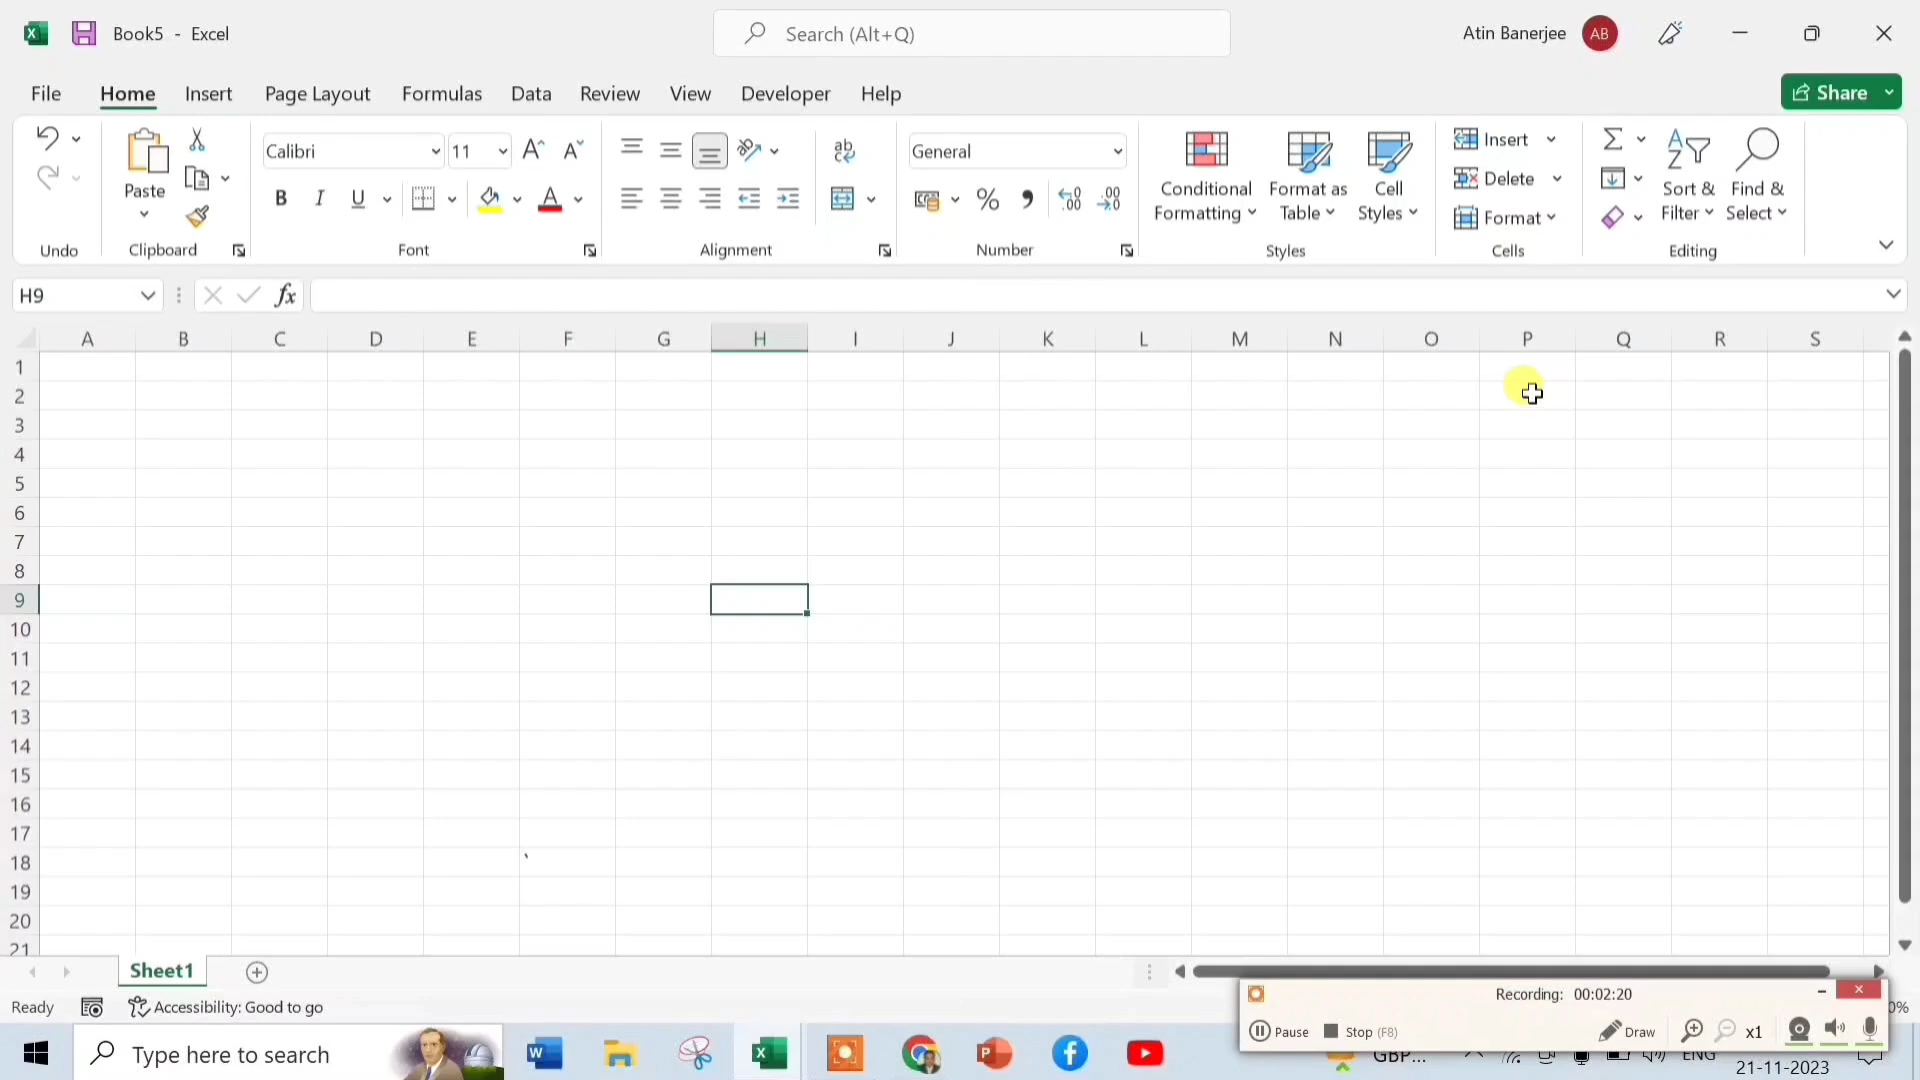 Book5 - Excel
Search (Alt+Q)
Atin Banerjee
AB
File Home Insert Page Layout Formulas Data Review View Developer Help
Share
Paste
Calibri
11
General
B I U
Conditional Formatting
Format as Table
Cell Styles
Insert
Delete
Format
Sort & Filter
Find & Select
Undo Clipboard Font Alignment Number Styles Cells Editing
H9
fx
A B C D E F G H I J K L M N O P Q R S
1
2
3
4
5
6
7
8
9
10
11
12
13
14
15
16
17
18
19
20
21
Sheet1
Ready
Accessibility: Good to go
Recording: 00:02:20
Pause
Stop (F8)
Draw
x1
0%
Type here to search
GBP...
ENG
21-11-2023